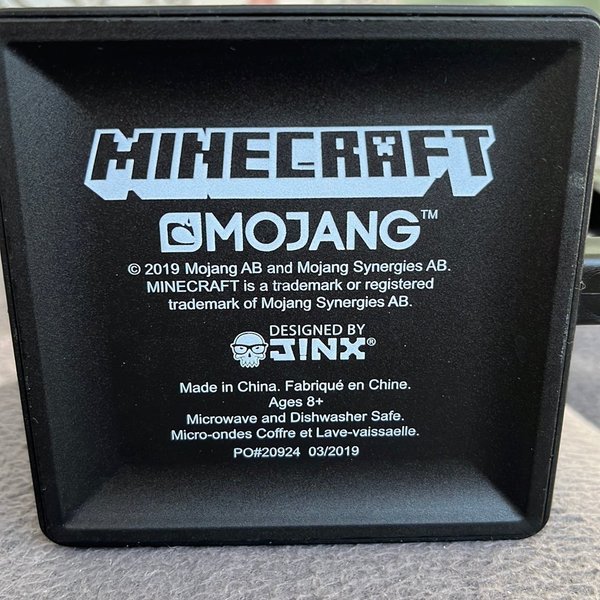 MINECRAFT
MOJANG™
© 2019 Mojang AB and Mojang Synergies AB.
MINECRAFT is a trademark or registered
trademark of Mojang Synergies AB.
DESIGNED BY
J!NX®
Made in China. Fabriqué en Chine.
Ages 8+
Microwave and Dishwasher Safe.
Micro-ondes Coffre et Lave-vaissaelle.
PO#20924 03/2019